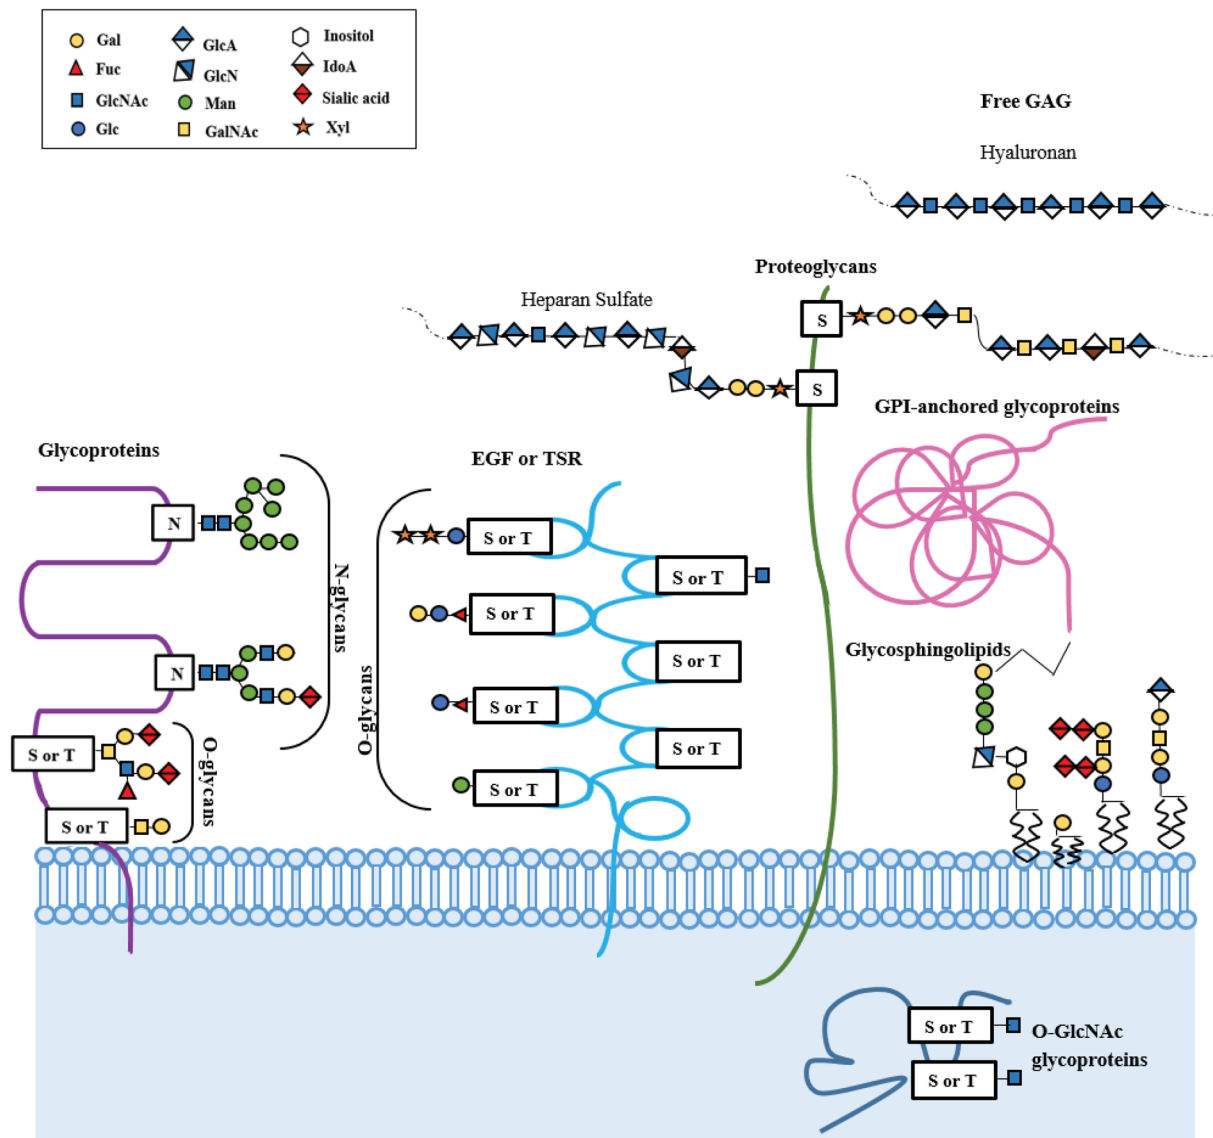 Gal
Fuc
GlcNAc
Glc
GlcA
GlcN
Man
GalNAc
Inositol
IdoA
Sialic acid
Xyl
Free GAG
Hyaluronan
Proteoglycans
Heparan Sulfate
S
S
GPI-anchored glycoproteins
Glycoproteins
N
N
N-glycans
S or T
S or T
O-glycans
EGF or TSR
O-glycans
S or T
S or T
S or T
S or T
S or T
S or T
S or T
Glycosphingolipids
S or T
S or T
O-GlcNAc
glycoproteins